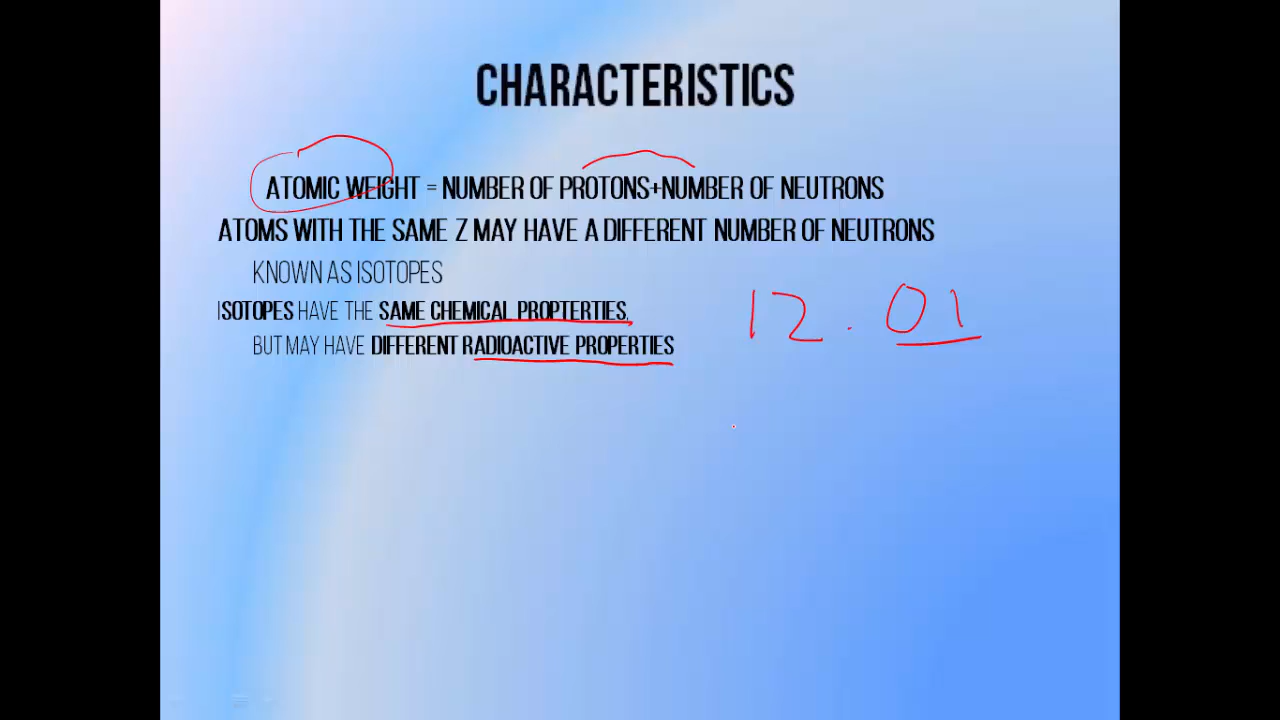 CHARACTERISTICS
ATOMIC WEIGHT = NUMBER OF PROTONS+NUMBER OF NEUTRONS
ATOMS WITH THE SAME Z MAY HAVE A DIFFERENT NUMBER OF NEUTRONS
KNOWN AS ISOTOPES
ISOTOPES HAVE THE SAME CHEMICAL PROPTERTIES,
12.01
BUT MAY HAVE DIFFERENT RADIOACTIVE PROPERTIES